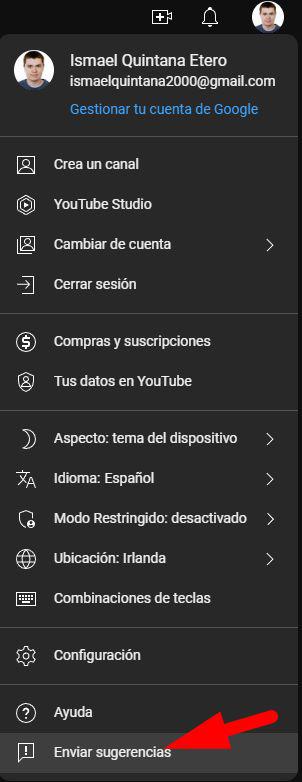 Ismael Quintana Etero
ismaelquintana2000@gmail.com
Gestionar tu cuenta de Google
Crea un canal
YouTube Studio
Cambiar de cuenta
Cerrar sesión
Compras y suscripciones
Tus datos en YouTube
Aspecto: tema del dispositivo
Idioma: Español
Modo Restringido: desactivado
Ubicación: Irlanda
Combinaciones de teclas
Configuración
Ayuda
Enviar sugerencias